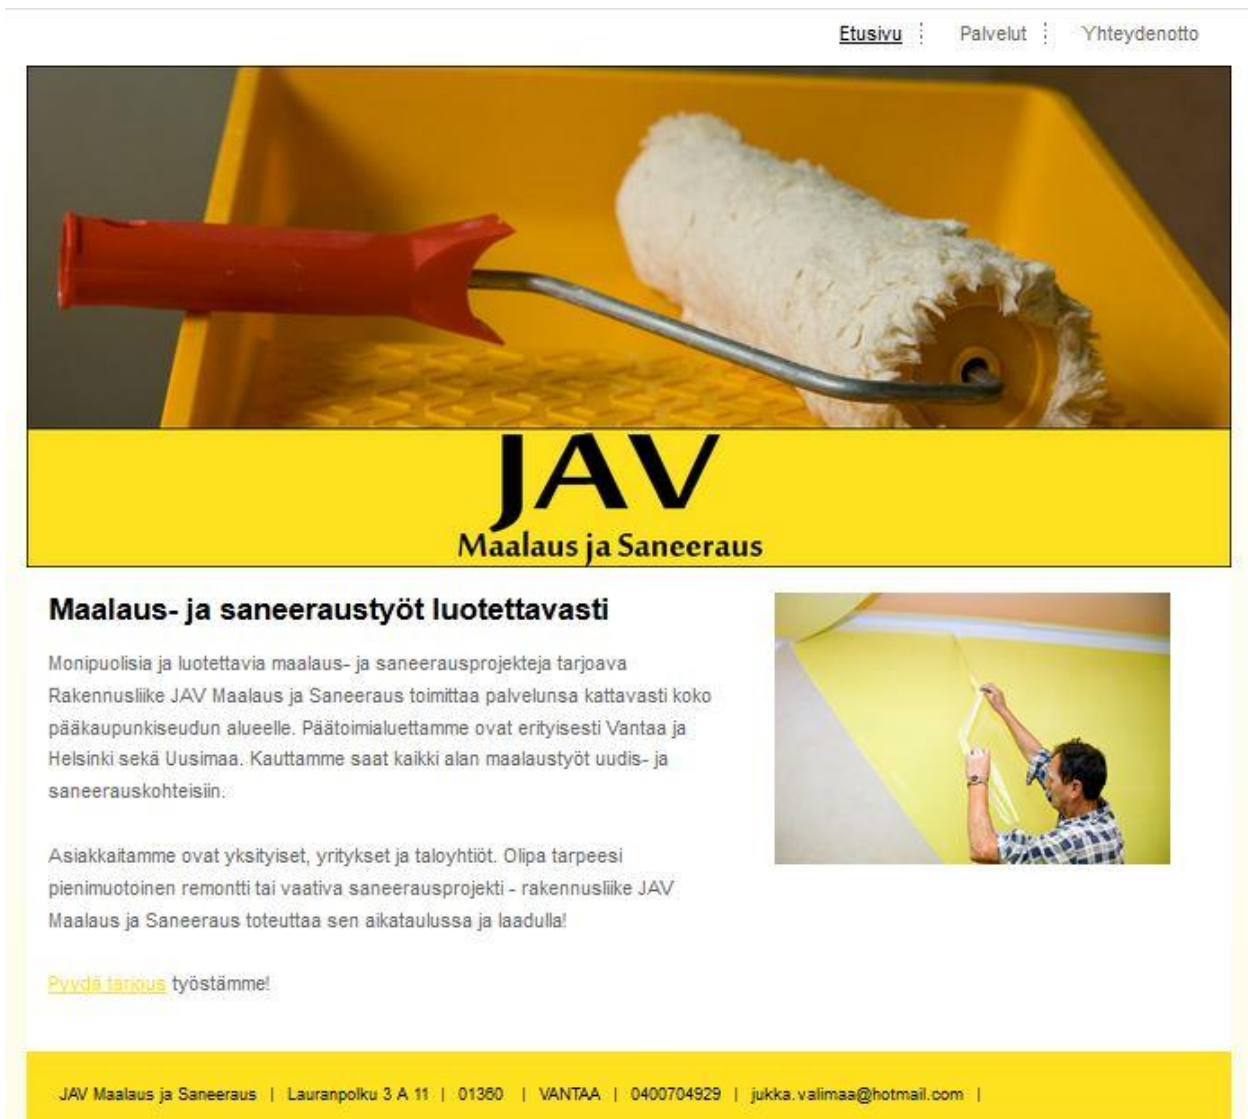 Etusivu
Palvelut
Yhteydenotto
JAV
Maalaus ja Saneeraus
Maalaus- ja saneeraustyöt luotettavasti
Monipuolisia ja luotettavia maalaus- ja saneerausprojekteja tarjoava
Rakennusliike JAV Maalaus ja Saneeraus toimittaa palvelunsa kattavasti koko
pääkaupunkiseudun alueelle. Päätoimialuettamme ovat erityisesti Vantaa ja
Helsinki sekä Uusimaa. Kauttamme saat kaikki alan maalaustyöt uudis- ja
saneerauskohteisiin.
Asiakkaitamme ovat yksityiset, yritykset ja taloyhtiöt. Olipa tarpeesi
pienimuotoinen remontti tai vaativa saneerausprojekti - rakennusliike JAV
Maalaus ja Saneeraus toteuttaa sen aikataulussa ja laadulla!
Pyydä tarjous työstämme!
JAV Maalaus ja Saneeraus | Lauranpolku 3 A 11 | 01360 | VANTAA | 0400704929 | jukka.valimaa@hotmail.com |